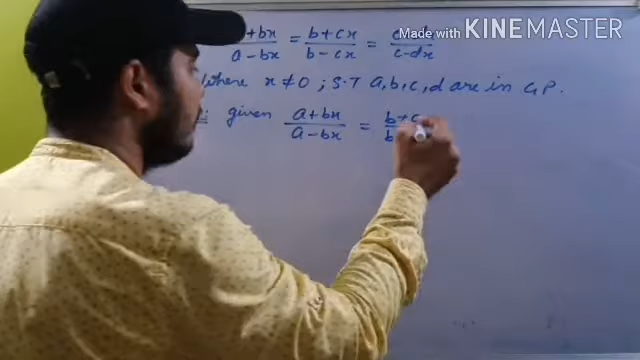 Made with KINEMASTER
+bx/a-bx = b+cx/b-cx = /c-dx
where x ≠ 0 ; S.T a, b, c, d are in G.P.
given a+bx/a-bx = b+c/b